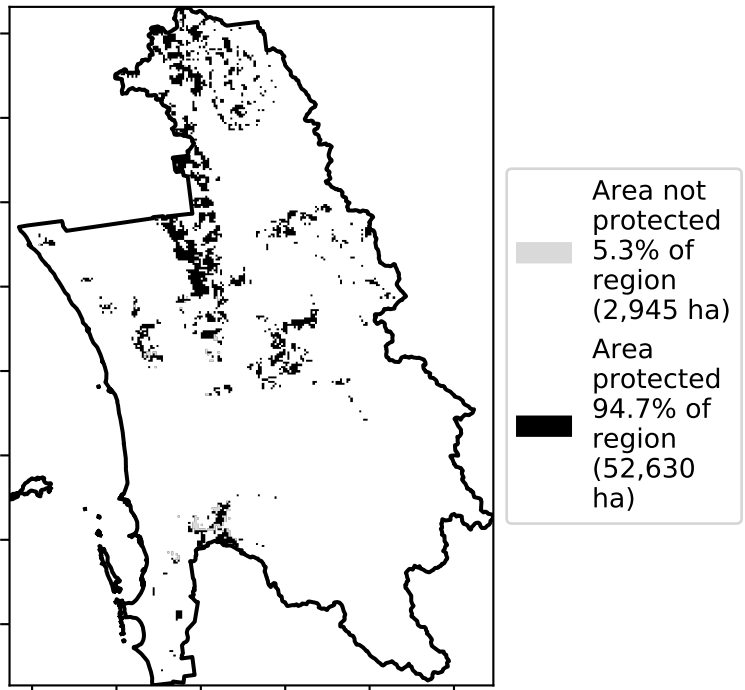 Area not
protected
5.3% of
region
(2,945 ha)
Area
protected
94.7% of
region
(52,630
ha)